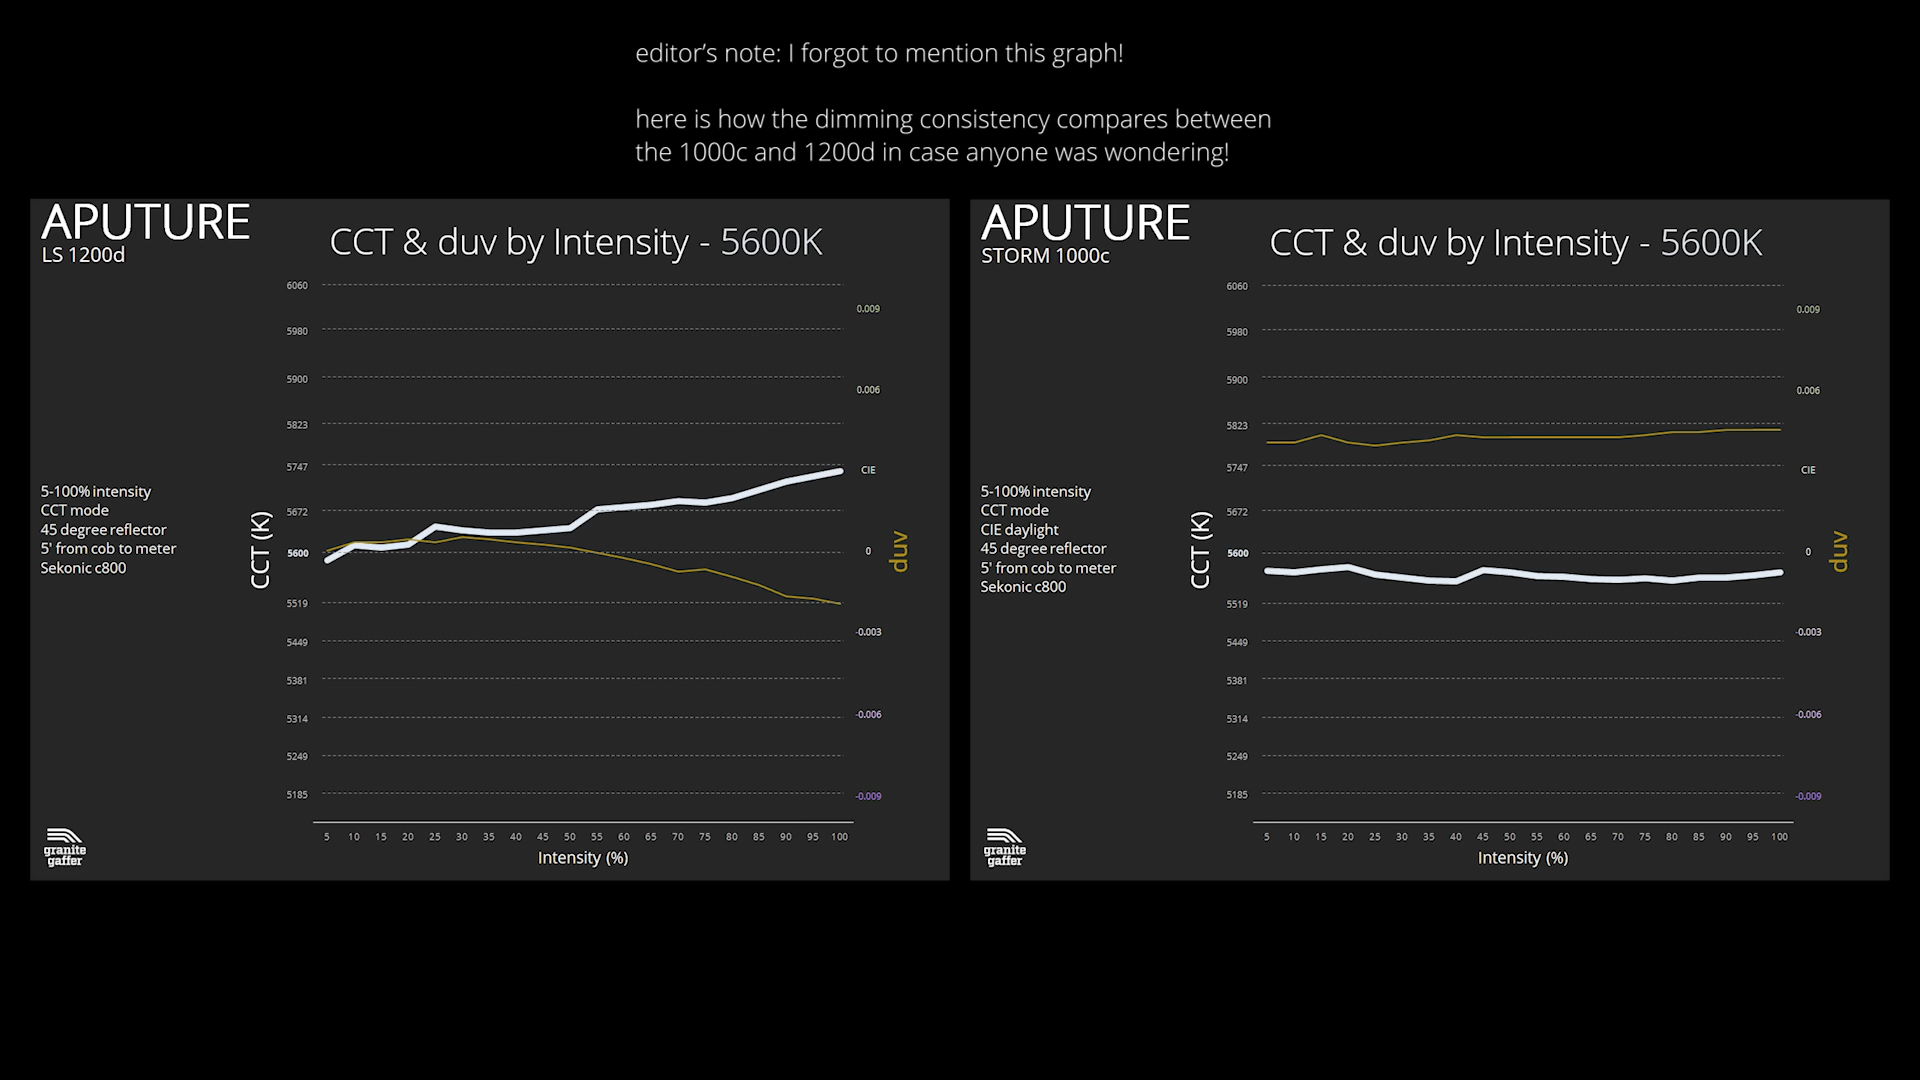 editor's note: I forgot to mention this graph!
here is how the dimming consistency compares between
the 1000c and 1200d in case anyone was wondering!
APUTURE
LS 1200d
CCT & duv by Intensity - 5600K
6060
5980
5900
5823
5747
5672
5600
5519
5449
5381
5314
5249
5185
CCT (K)
0.009
0.006
CIE
0
-0.003
-0.006
-0.009
duv
5-100% intensity
CCT mode
45 degree reflector
5' from cob to meter
Sekonic c800
5 10 15 20 25 30 35 40 45 50 55 60 65 70 75 80 85 90 95 100
Intensity (%)
granite
gaffer
APUTURE
STORM 1000c
CCT & duv by Intensity - 5600K
6060
5980
5900
5823
5747
5672
5600
5519
5449
5381
5314
5249
5185
CCT (K)
0.009
0.006
CIE
0
-0.003
-0.006
-0.009
duv
5-100% intensity
CCT mode
CIE daylight
45 degree reflector
5' from cob to meter
Sekonic c800
5 10 15 20 25 30 35 40 45 50 55 60 65 70 75 80 85 90 95 100
Intensity (%)
granite
gaffer